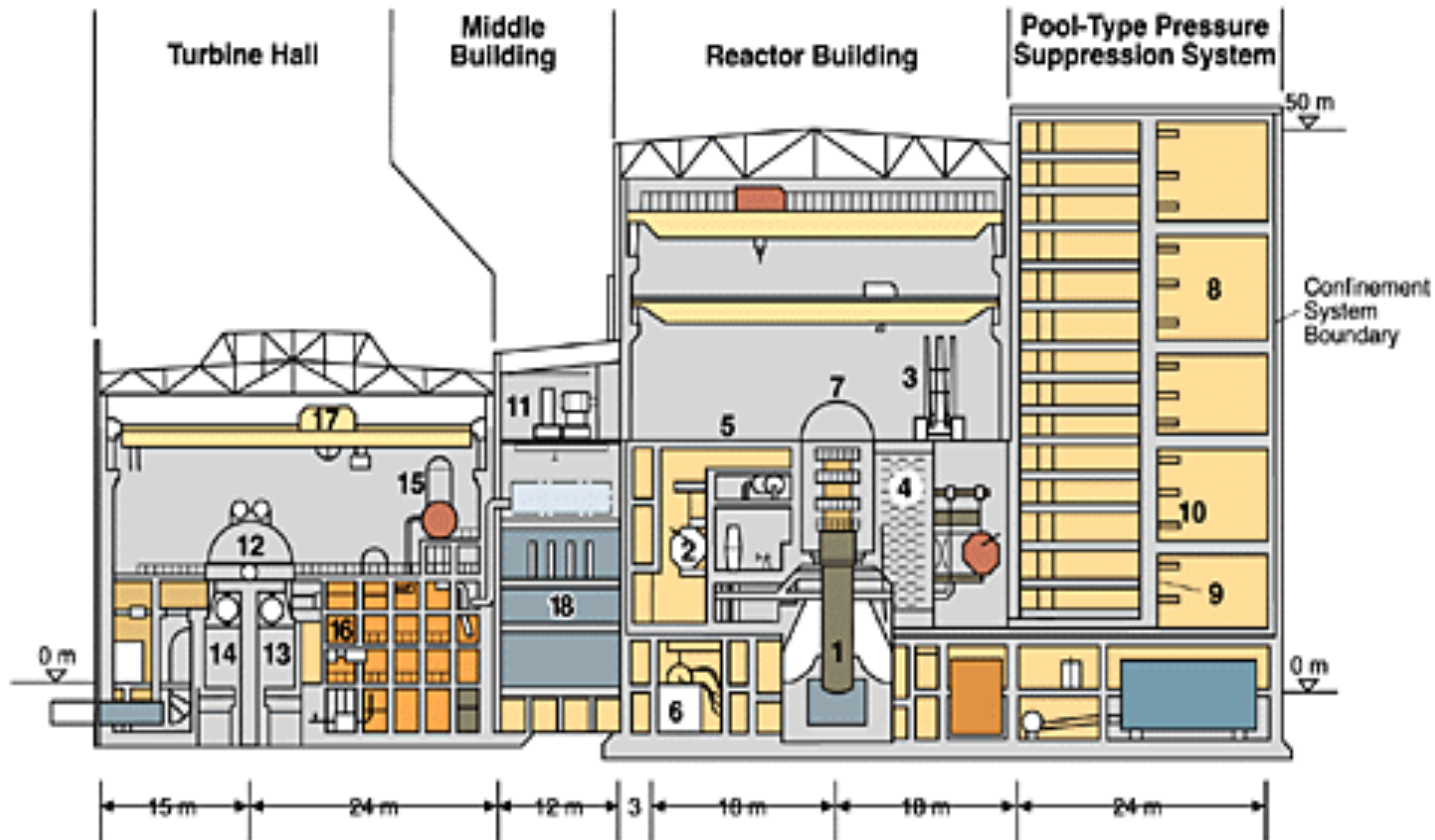 Turbine Hall
Middle
Building
Reactor Building
Pool-Type Pressure
Suppression System
50 m
8
Confinement
System
Boundary
3
7
11
5
17
15
4
10
12
2
9
18
16
14
13
1
0 m
0 m
6
15 m
24 m
12 m
3
18 m
18 m
24 m